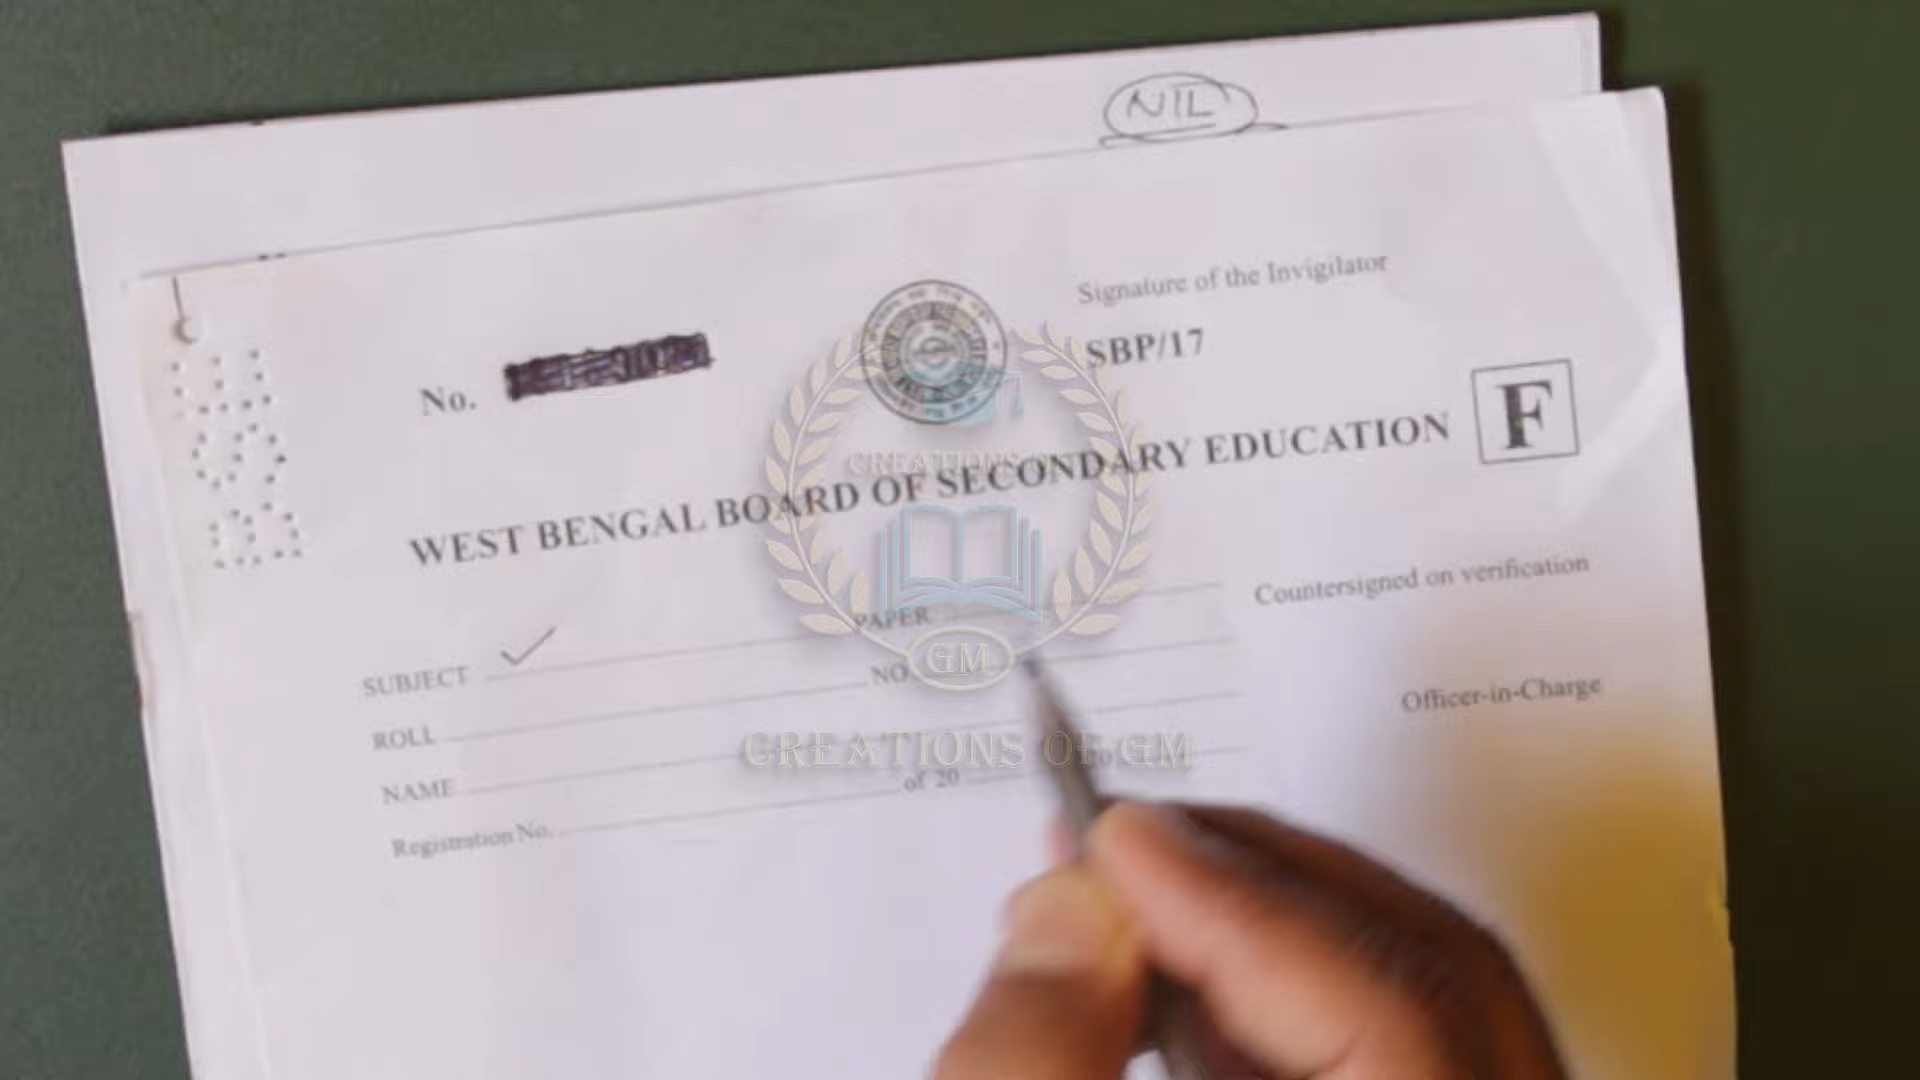 NIL
Signature of the Invigilator
No.
SBP/17
WEST BENGAL BOARD OF SECONDARY EDUCATION
F
SUBJECT
PAPER
Countersigned on verification
ROLL
NO
NAME
Officer-in-Charge
Registration No.
of 20
to
CREATIONS OF
GM
CREATIONS OF GM